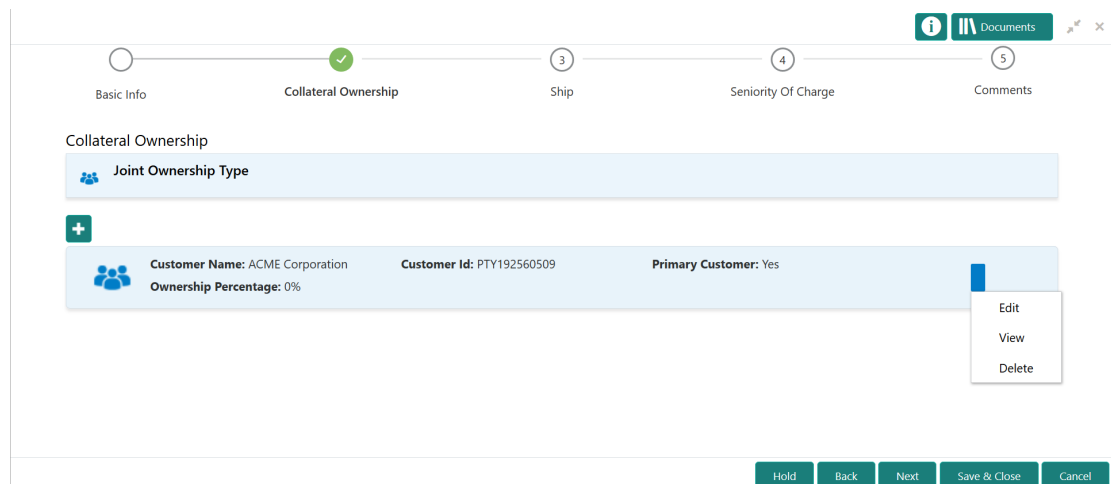 Documents
3
4
5
Basic Info
Collateral Ownership
Ship
Seniority Of Charge
Comments
Collateral Ownership
Joint Ownership Type
Customer Name: ACME Corporation
Customer Id: PTY192560509
Primary Customer: Yes
Ownership Percentage: 0%
Edit
View
Delete
Hold
Back
Next
Save & Close
Cancel